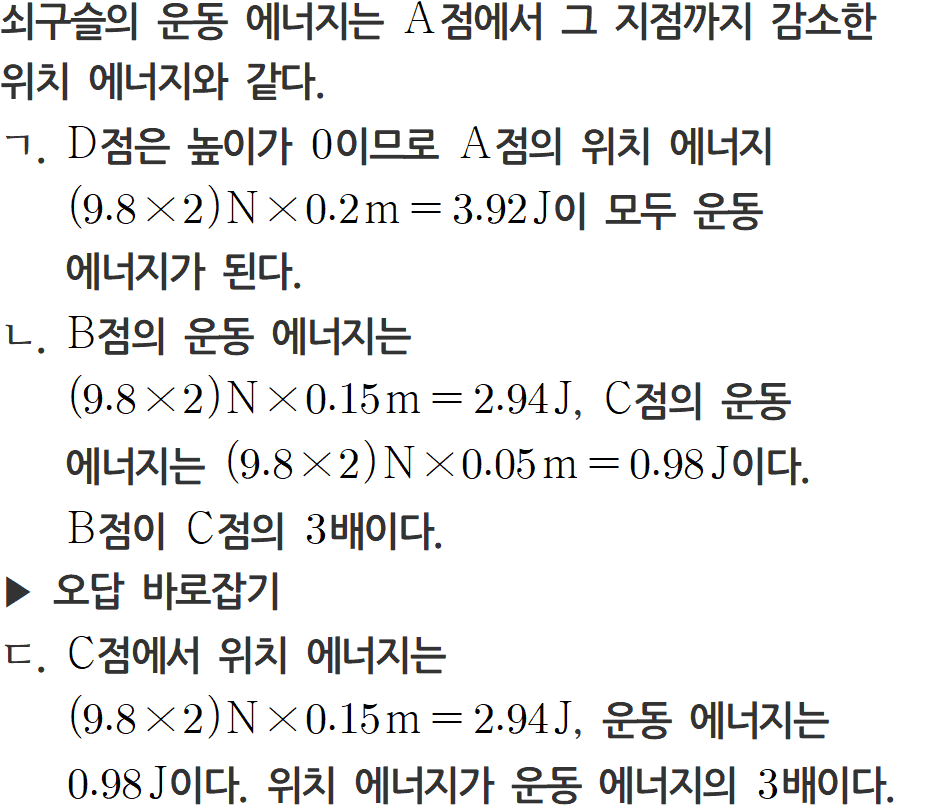 쇠구슬의 운동 에너지는 A점에서 그 지점까지 감소한
위치 에너지와 같다.
ㄱ. D점은 높이가 0이므로 A점의 위치 에너지
(9.8×2)N×0.2m=3.92J이 모두 운동
에너지가 된다.
ㄴ. B점의 운동 에너지는
(9.8×2)N×0.15m=2.94J, C점의 운동
에너지는 (9.8×2)N×0.05m=0.98J이다.
B점이 C점의 3배이다.
▶ 오답 바로잡기
ㄷ. C점에서 위치 에너지는
(9.8×2)N×0.15m=2.94J, 운동 에너지는
0.98J이다. 위치 에너지가 운동 에너지의 3배이다.